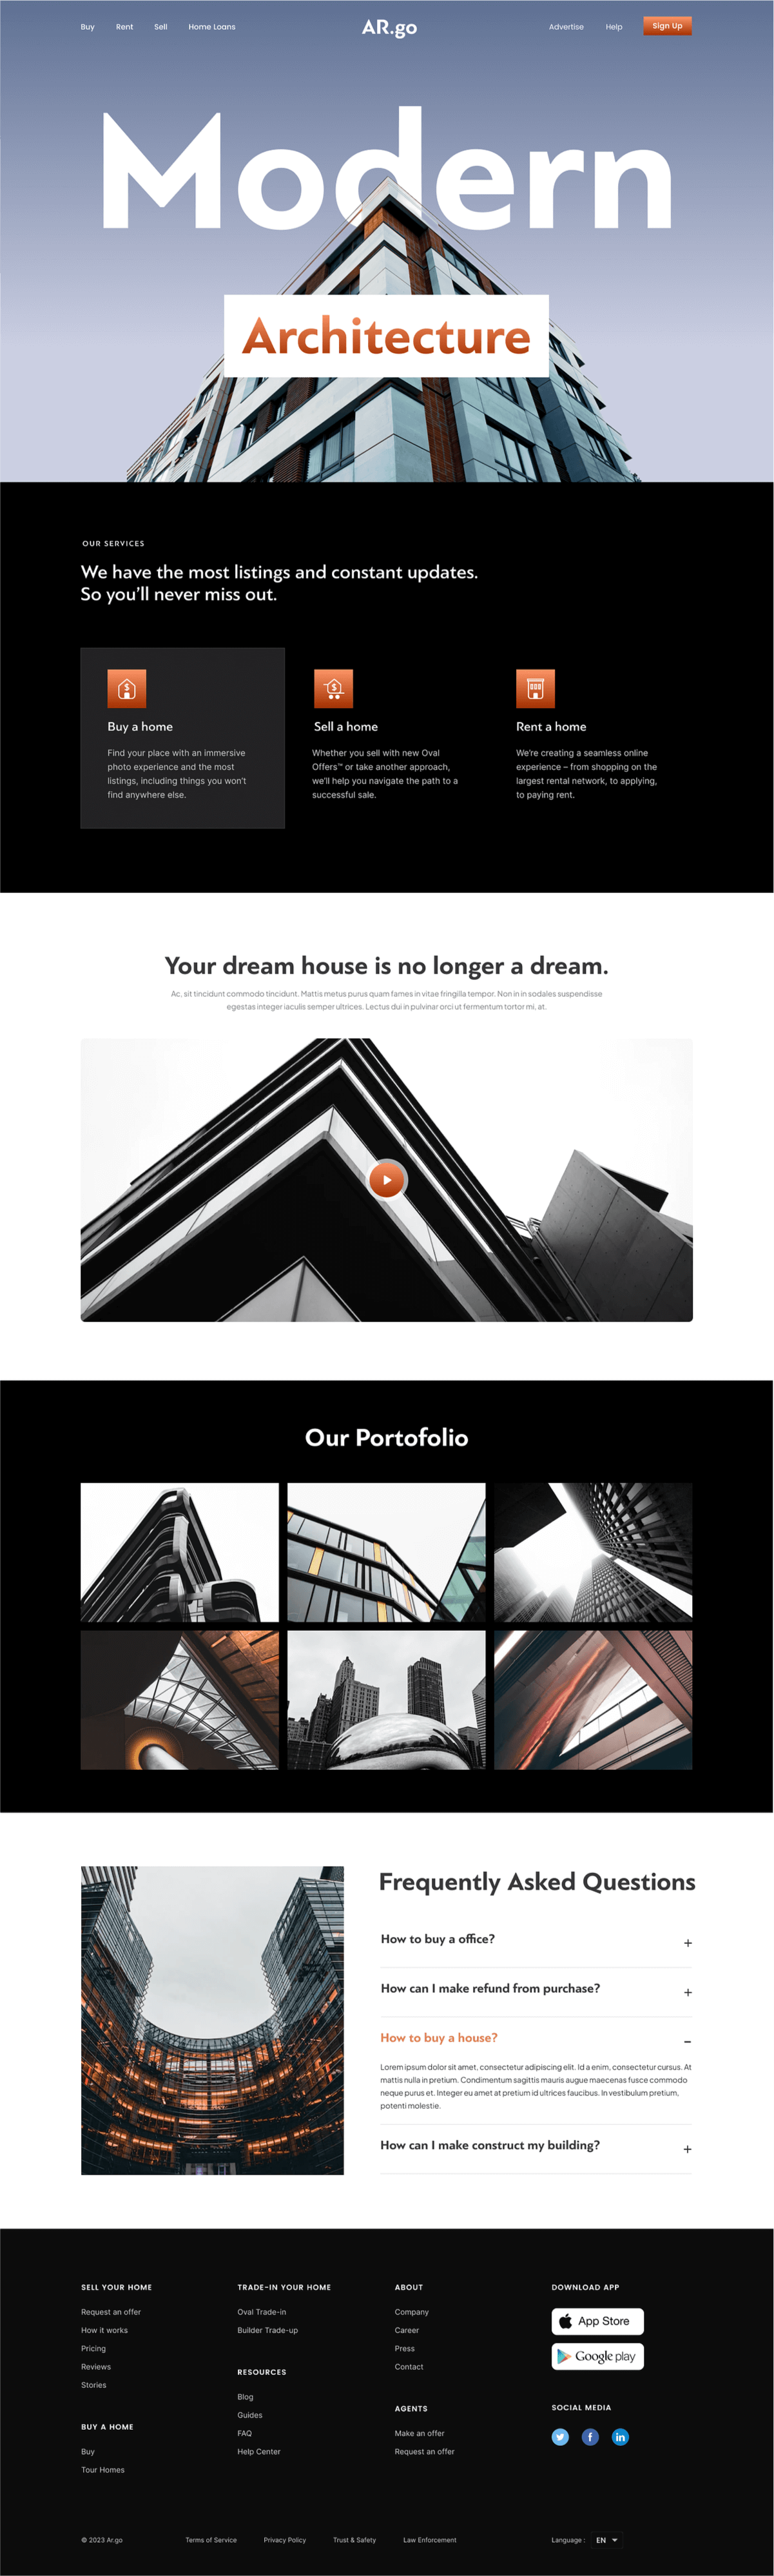 Buy Rent Sell Home Loans AR.go Advertise Help Sign Up
Modern
Architecture
OUR SERVICES
We have the most listings and constant updates.
So you'll never miss out.
Buy a home
Find your place with an immersive
photo experience and the most
listings, including things you won't
find anywhere else.
Sell a home
Whether you sell with new Oval
Offers™ or take another approach,
we'll help you navigate the path to a
successful sale.
Rent a home
We're creating a seamless online
experience – from shopping on the
largest rental network, to applying,
to paying rent.
Your dream house is no longer a dream.
Ac, sit tincidunt commodo tincidunt. Mattis metus purus quam fames in vitae fringilla tempor. Non in in sodales suspendisse
egestas integer iaculis semper ultrices. Lectus dui in pulvinar orci ut fermentum tortor mi, at.
Our Portofolio
Frequently Asked Questions
How to buy a office?
How can I make refund from purchase?
How to buy a house?
Lorem ipsum dolor sit amet, consectetur adipiscing elit. Id a enim, consectetur cursus. At
mattis nulla in pretium. Condimentum sagittis mauris augue maecenas fusce commodo
neque purus et. Integer eu amet at pretium id ultrices faucibus. In vestibulum pretium,
potenti molestie.
How can I make construct my building?
SELL YOUR HOME
Request an offer
How it works
Pricing
Reviews
Stories
BUY A HOME
Buy
Tour Homes
TRADE-IN YOUR HOME
Oval Trade-in
Builder Trade-up
RESOURCES
Blog
Guides
FAQ
Help Center
ABOUT
Company
Career
Press
Contact
AGENTS
Make an offer
Request an offer
DOWNLOAD APP
App Store
Google play
SOCIAL MEDIA
f in
© 2023 Ar.go Terms of Service Privacy Policy Trust & Safety Law Enforcement Language : EN